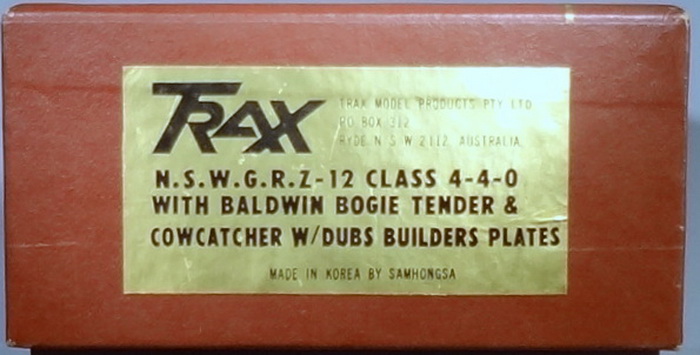 TRAX
TRAX MODEL PRODUCTS PTY LTD
PO BOX 312
RYDE N S W 2112 AUSTRALIA.
N.S.W.G.R.Z-12 CLASS 4-4-0
WITH BALDWIN BOGIE TENDER &
COWCATCHER W/DUBS BUILDERS PLATES
MADE IN KOREA BY SAMHONGSA